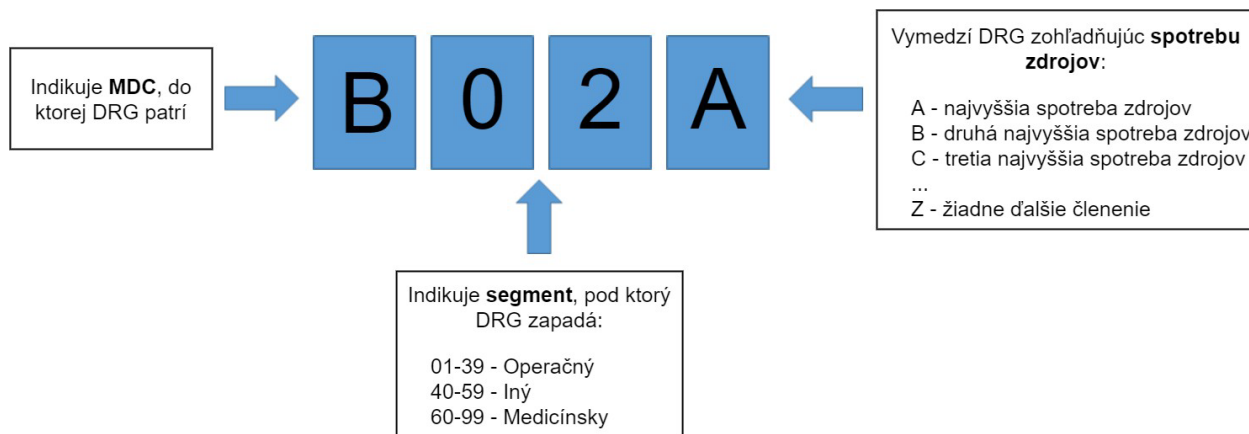 Indikuje MDC, do
ktorej DRG patrí
B 0 2 A
Vymedzí DRG zohľadňujúc spotrebu
zdrojov:
A - najvyššia spotreba zdrojov
B - druhá najvyššia spotreba zdrojov
C - tretia najvyššia spotreba zdrojov
...
Z - žiadne ďalšie členenie
Indikuje segment, pod ktorý
DRG zapadá:
01-39 - Operačný
40-59 - Iný
60-99 - Medicínsky